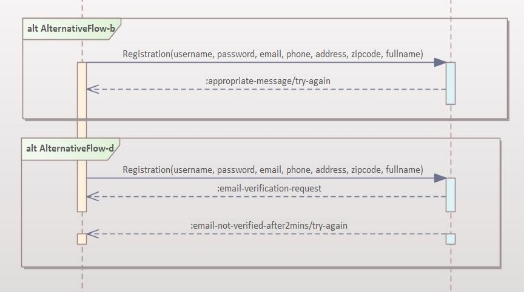 alt AlternativeFlow-b
Registration(username, password, email, phone, address, zipcode, fullname)
:appropriate-message/try-again
alt AlternativeFlow-d
Registration(username, password, email, phone, address, zipcode, fullname)
:email-verification-request
:email-not-verified-after2mins/try-again